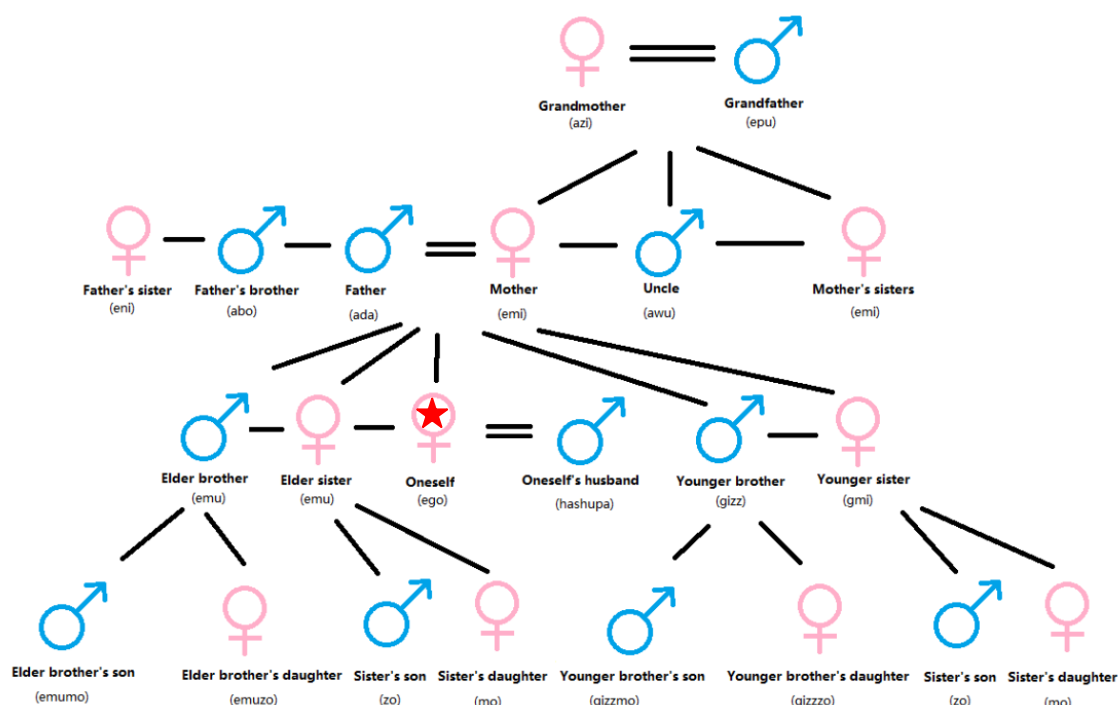 Grandmother
(azi)
Grandfather
(epu)
Father's sister
(eni)
Father's brother
(abo)
Father
(ada)
Mother
(emi)
Uncle
(awu)
Mother's sisters
(emi)
Elder brother
(emu)
Elder sister
(emu)
Oneself
(ego)
Oneself's husband
(hashupa)
Younger brother
(gizz)
Younger sister
(gmi)
Elder brother's son
(emumo)
Elder brother's daughter
(emuzo)
Sister's son
(zo)
Sister's daughter
(mo)
Younger brother's son
(gizzmo)
Younger brother's daughter
(gizzzo)
Sister's son
(zo)
Sister's daughter
(mo)